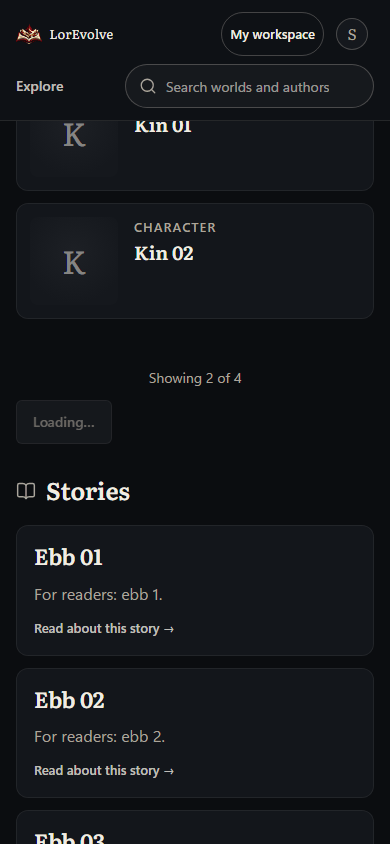 LorEvolve
My workspace
S
Explore
Search worlds and authors
K
Kin 01
K
CHARACTER
Kin 02
Showing 2 of 4
Loading...
Stories
Ebb 01
For readers: ebb 1.
Read about this story →
Ebb 02
For readers: ebb 2.
Read about this story →
Ebb 03